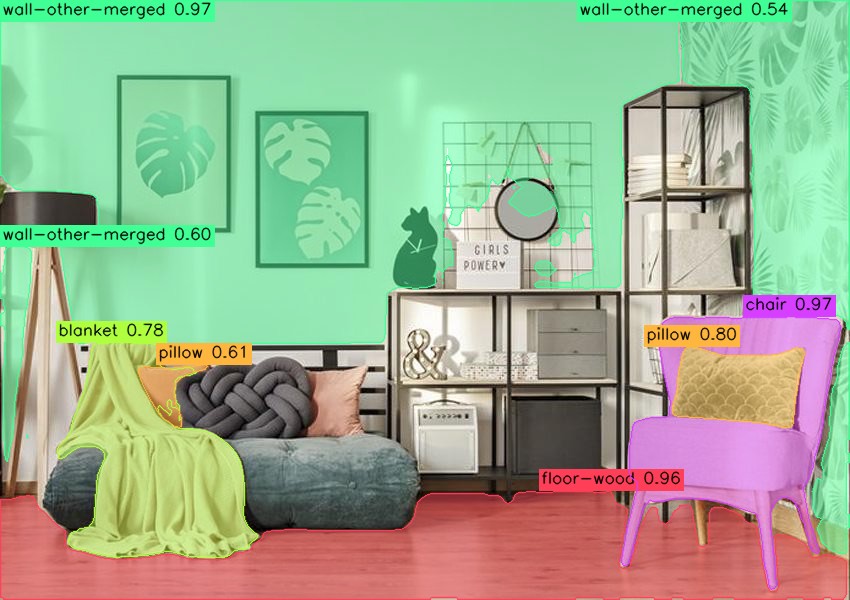 wall-other-merged 0.97
wall-other-merged 0.54
wall-other-merged 0.60
GIRLS
POWER♥
chair 0.97
blanket 0.78
pillow 0.80
pillow 0.61
&
floor-wood 0.96